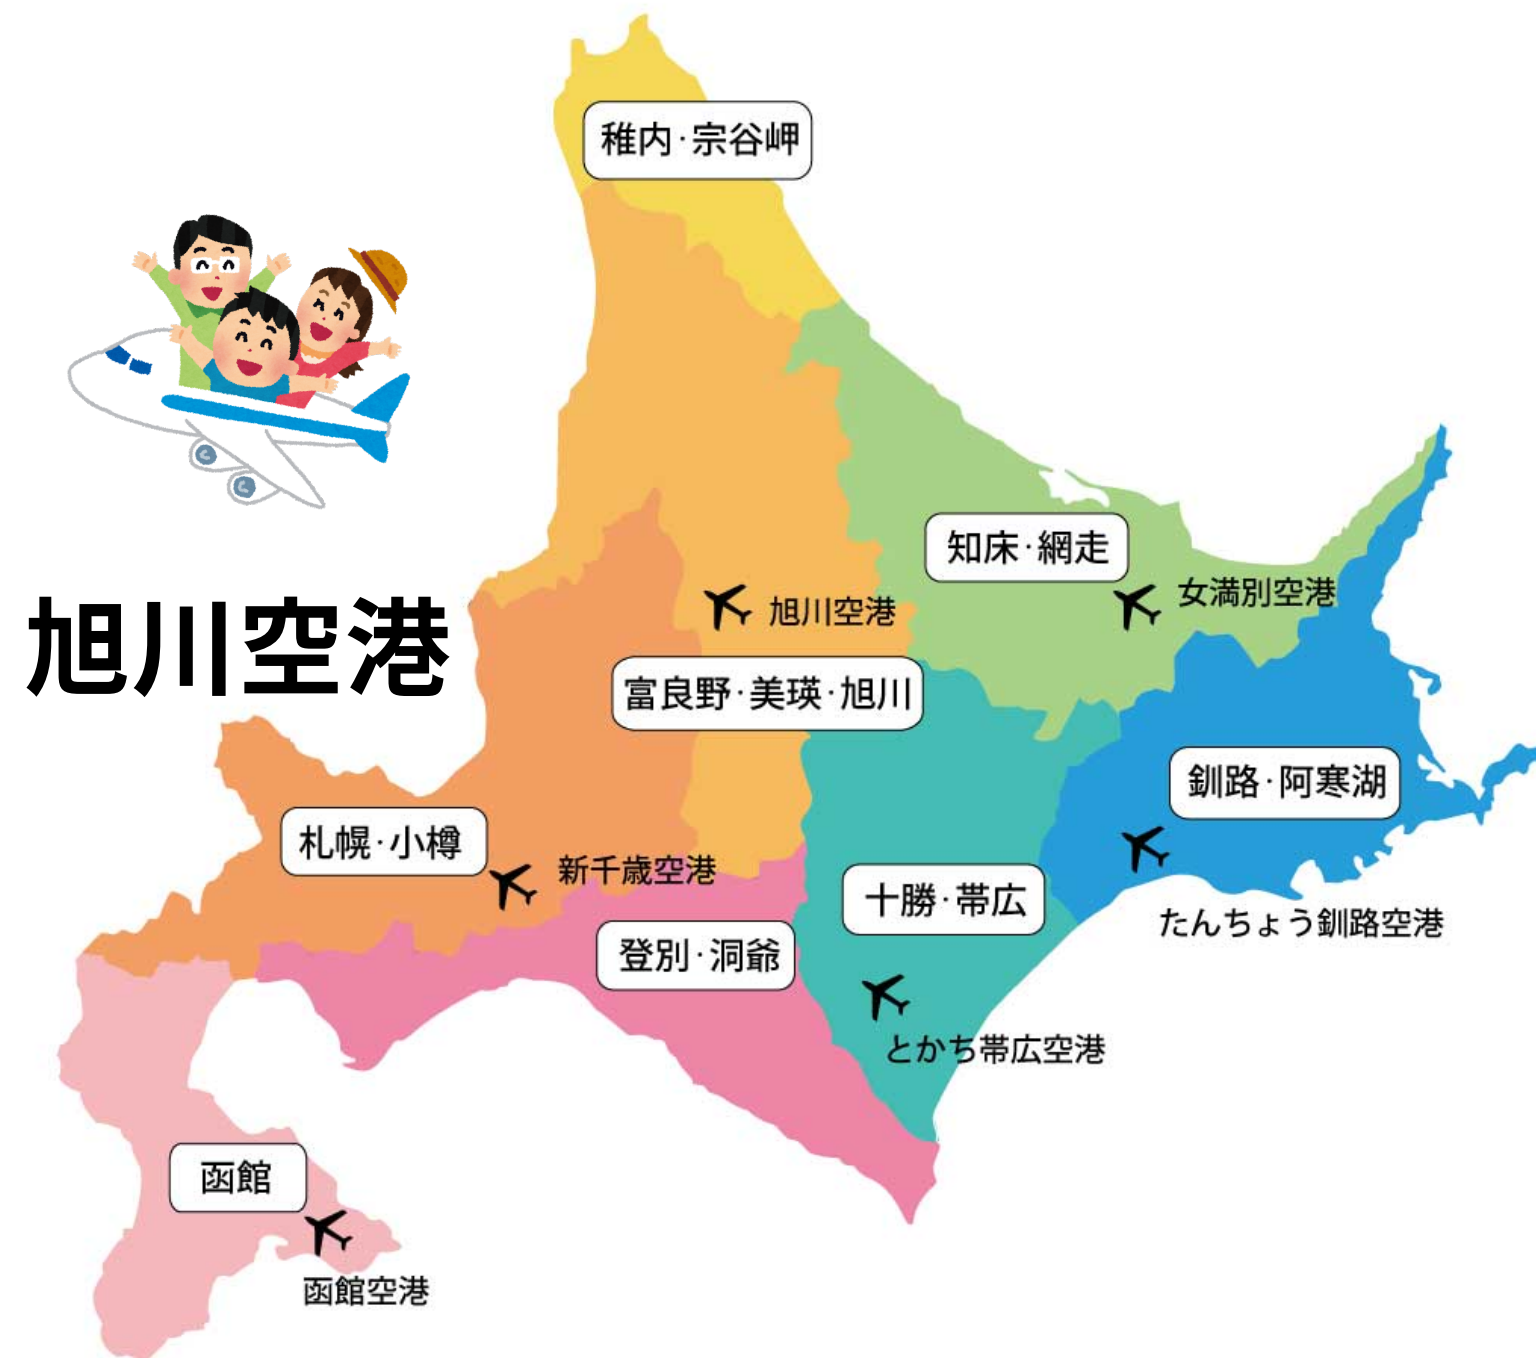 稚内·宗谷岬
知床·網走
女満別空港
旭川空港
旭川空港
富良野·美瑛·旭川
釧路·阿寒湖
札幌·小樽
新千歳空港
十勝·帯広
たんちょう釧路空港
登別·洞爺
とかち帯広空港
函館
函館空港